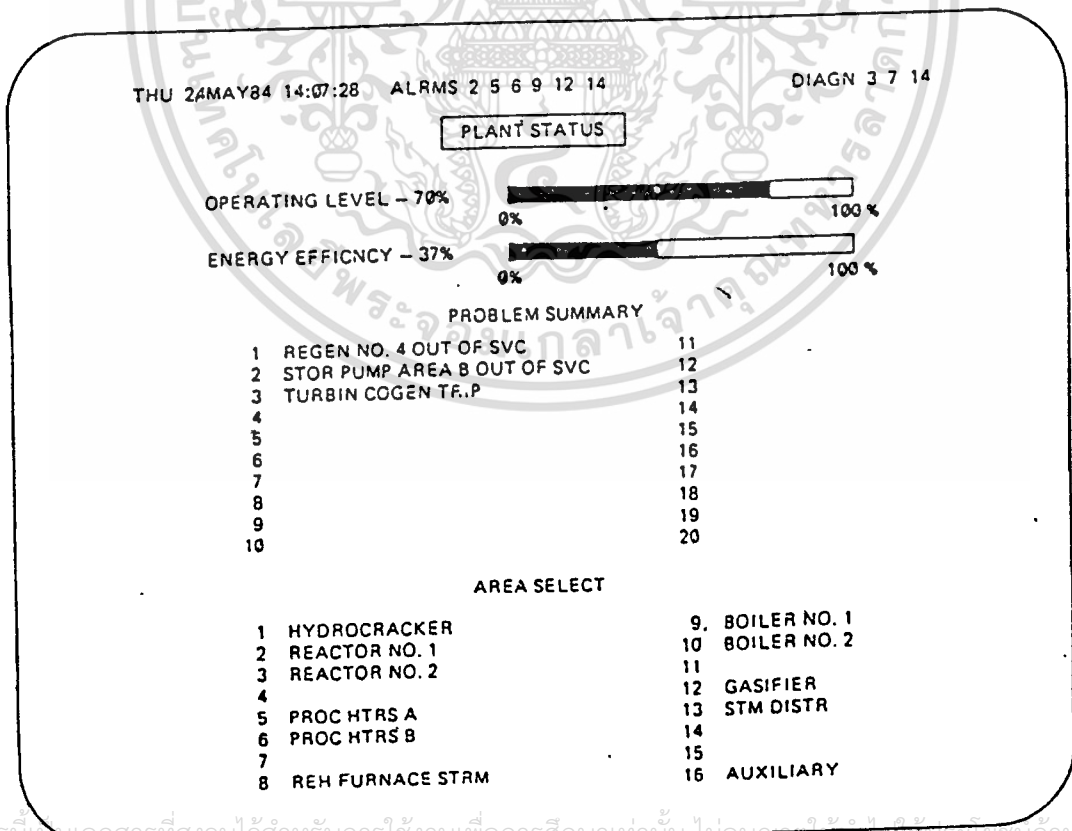 THU 24MAY84 14:07:28 ALRMS 2 5 6 9 12 14 DIAGN 3 7 14
PLANT STATUS
OPERATING LEVEL – 70%
0% 100%
ENERGY EFFICNCY – 37%
0% 100%
PROBLEM SUMMARY
1 REGEN NO. 4 OUT OF SVC 11
2 STOR PUMP AREA B OUT OF SVC 12
3 TURBIN COGEN 13
4 14
5 15
6 16
7 17
8 18
9 19
10 20
AREA SELECT
1 HYDROCRACKER 9. BOILER NO. 1
2 REACTOR NO. 1 10 BOILER NO. 2
3 REACTOR NO. 2 11
4 12 GASIFIER
5 PROC HTRS A 13 STM DISTR
6 PROC HTRS B 14
7 15
8 REH FURNACE STRM 16 AUXILIARY